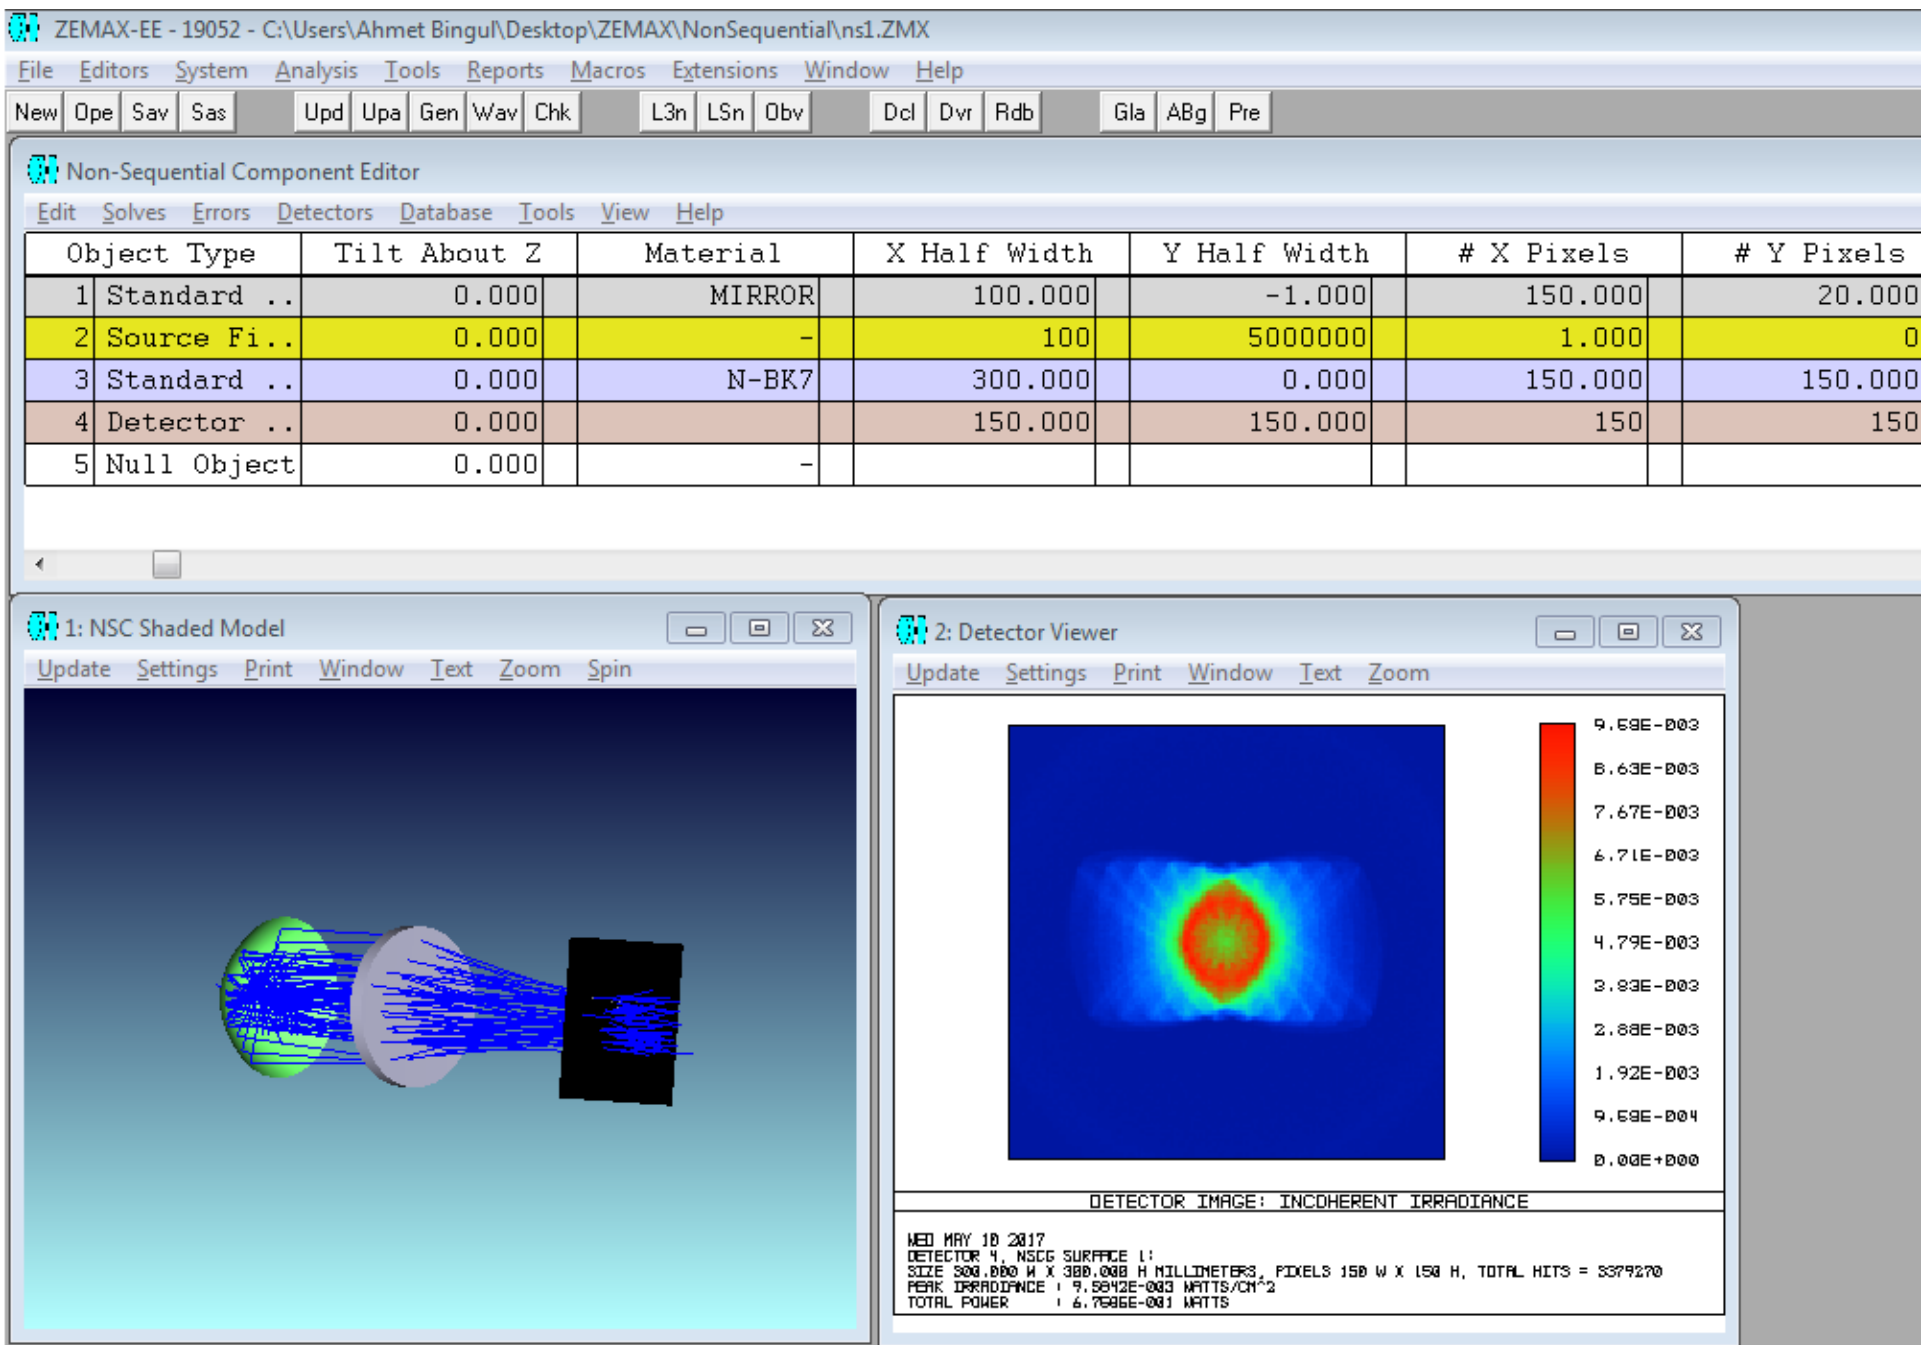 ZEMAX-EE - 19052 - C:\Users\Ahmet Bingul\Desktop\ZEMAX\NonSequential\ns1.ZMX
File Editors System Analysis Tools Reports Macros Extensions Window Help
New Ope Sav Sas Upd Upa Gen Wav Chk L3n LSn Obv Dcl Dvr Rdb Gla ABg Pre
Non-Sequential Component Editor
Edit Solves Errors Detectors Database Tools View Help
Object Type Tilt About Z Material X Half Width Y Half Width # X Pixels # Y Pixels
1 Standard .. 0.000 MIRROR 100.000 -1.000 150.000 20.000
2 Source Fi.. 0.000 - 100 5000000 1.000 0
3 Standard .. 0.000 N-BK7 300.000 0.000 150.000 150.000
4 Detector .. 0.000 150.000 150.000 150 150
5 Null Object 0.000 -
1: NSC Shaded Model
Update Settings Print Window Text Zoom Spin
2: Detector Viewer
Update Settings Print Window Text Zoom
9.58E-003
8.63E-003
7.67E-003
6.71E-003
5.75E-003
4.79E-003
3.83E-003
2.88E-003
1.92E-003
9.58E-004
0.00E+000
DETECTOR IMAGE: INCOHERENT IRRADIANCE
WED MAY 10 2017
DETECTOR 4, NSCG SURFACE 1:
SIZE 300.000 W X 300.000 H MILLIMETERS, PIXELS 150 W X 150 H, TOTAL HITS = 3379270
PEAK IRRADIANCE : 9.5842E-003 WATTS/CM^2
TOTAL POWER : WATTS